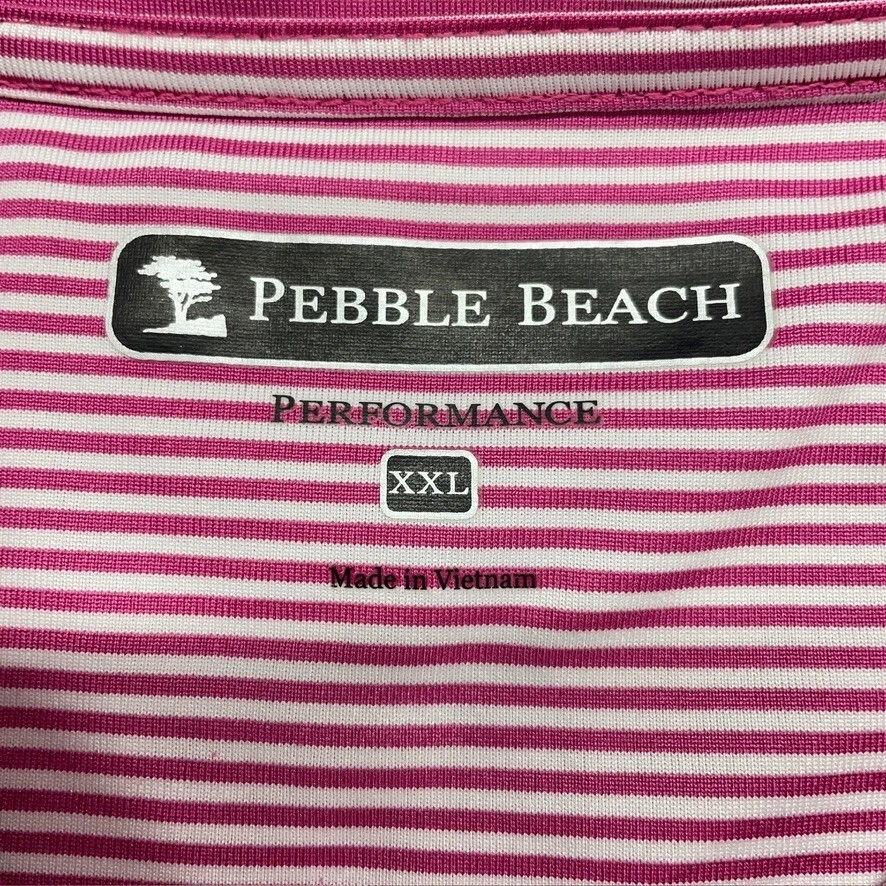 PEBBLE BEACH
PERFORMANCE
XXL
Made in Vietnam